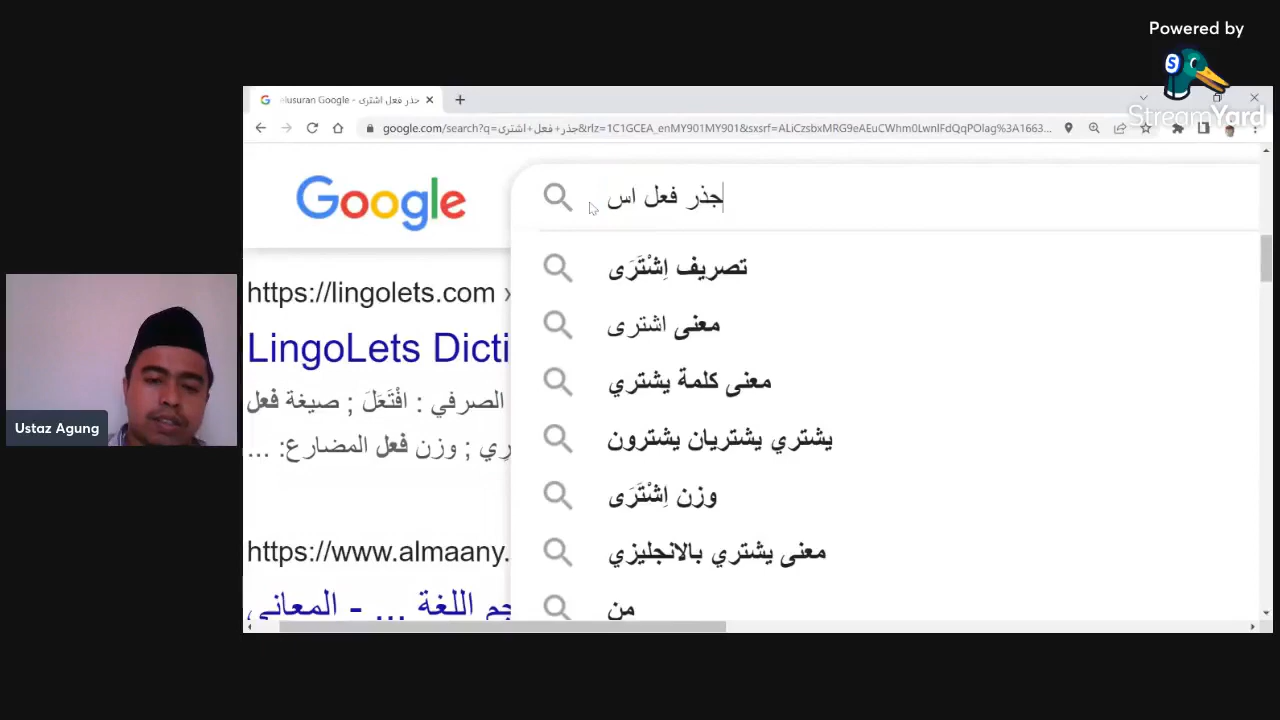 Powered by
StreamYard
جذر فعل اشترى - Penelusuran Google
google.com/search?q=جذر+فعل+اشترى&rlz=1C1GCEA_enMY901MY901&sxsrf=ALiCzsbxMRG9eAEuCWhm0LwnIFdQqPOlag%3A1663...
Google
جذر فعل اس
تصريف اِشْتَرَى
معنى اشترى
معنى كلمة يشتري
يشتري يشتريان يشترون
وزن اِشْتَرَى
معنى يشتري بالانجليزي
من
https://lingolets.com ›
LingoLets Dicti
الصرفي : افْتَعَلَ ; صيغة فعل
رِي ; وزن فعل المضارع: ...
https://www.almaany.
جم اللغة ... - المعاني
Ustaz Agung